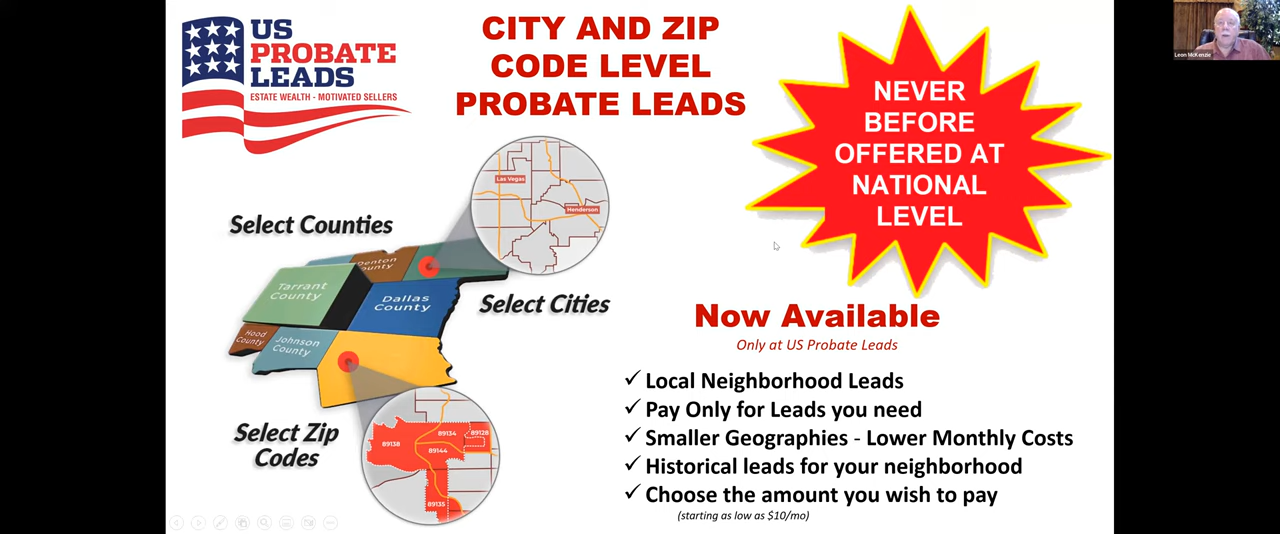 US
PROBATE
LEADS
ESTATE WEALTH - MOTIVATED SELLERS
CITY AND ZIP
CODE LEVEL
PROBATE LEADS
NEVER
BEFORE
OFFERED AT
NATIONAL
LEVEL
Leon McKenzie
Las Vegas
Henderson
Select Counties
Denton
County
Tarrant
County
Dallas
County
Select Cities
Hood
County
Johnson
County
Select Zip
Codes
89138
89134
89128
89144
89135
Now Available
Only at US Probate Leads
✓ Local Neighborhood Leads
✓ Pay Only for Leads you need
✓ Smaller Geographies - Lower Monthly Costs
✓ Historical leads for your neighborhood
✓ Choose the amount you wish to pay
(starting as low as $10/mo)